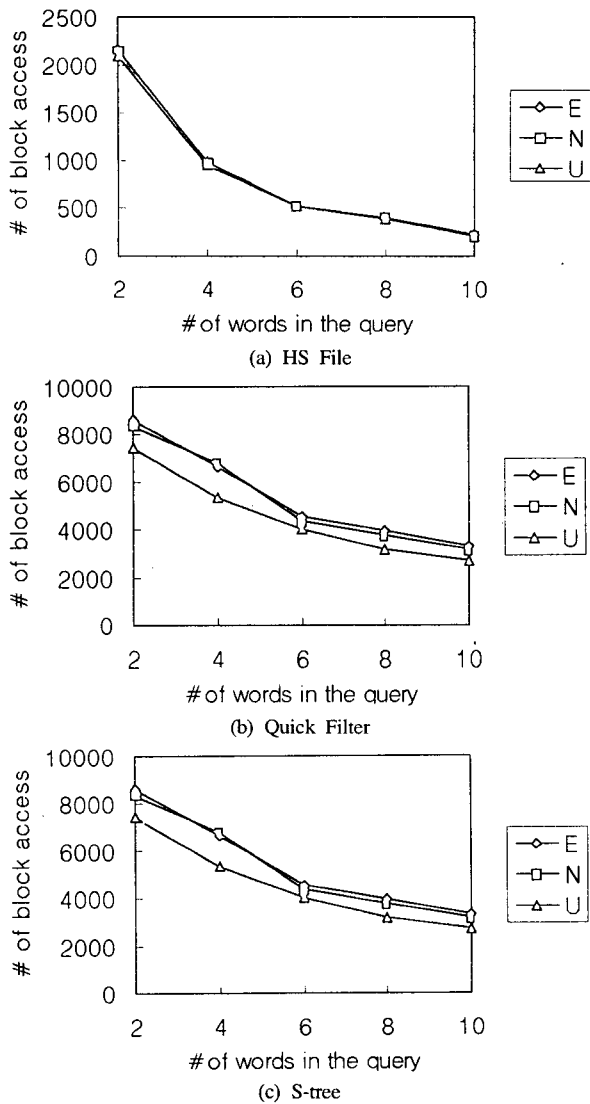 2500
2000
1500
1000
500
0
# of block access
2 4 6 8 10
# of words in the query
E
N
U
(a) HS File
10000
8000
6000
4000
2000
0
# of block access
2 4 6 8 10
# of words in the query
E
N
U
(b) Quick Filter
10000
8000
6000
4000
2000
0
# of block access
2 4 6 8 10
# of words in the query
E
N
U
(c) S-tree